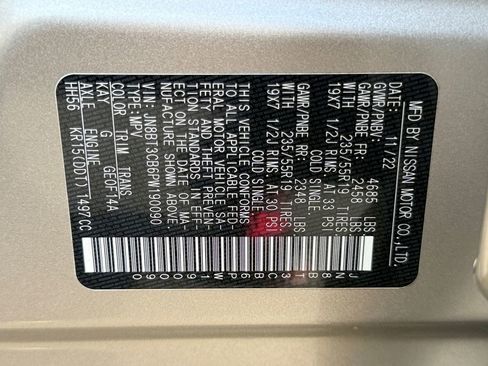 MFD BY NISSAN MOTOR CO.,LTD.
11/22
GVWR/PNBV: 4685 LBS
GAWR/PNBE FR: 2458 LBS
WITH 235/55R19 TIRES
19X7 1/2J RIMS, AT 33 PSI
COLD
GAWR/PNBE RR: 2348 LBS
WITH 235/55R19 TIRES
19X7 1/2J RIMS, AT 30 PSI
COLD
THIS VEHICLE CONFORMS
TO ALL APPLICABLE FED-
ERAL MOTOR VEHICLE SA-
FETY AND THEFT PREVEN-
TION STANDARDS IN EFF-
ECT ON THE DATE OF MA-
NUFACTURE SHOWN ABOVE.
VIN: JN8BT3CB6PW190090
TYPE:MPV
COLOR TRIM TRANS
KAY G GE0F14A
AXLE ENGINE
HH56 KR15(DDT) 1497CC
JN8BT3CB6PW190090